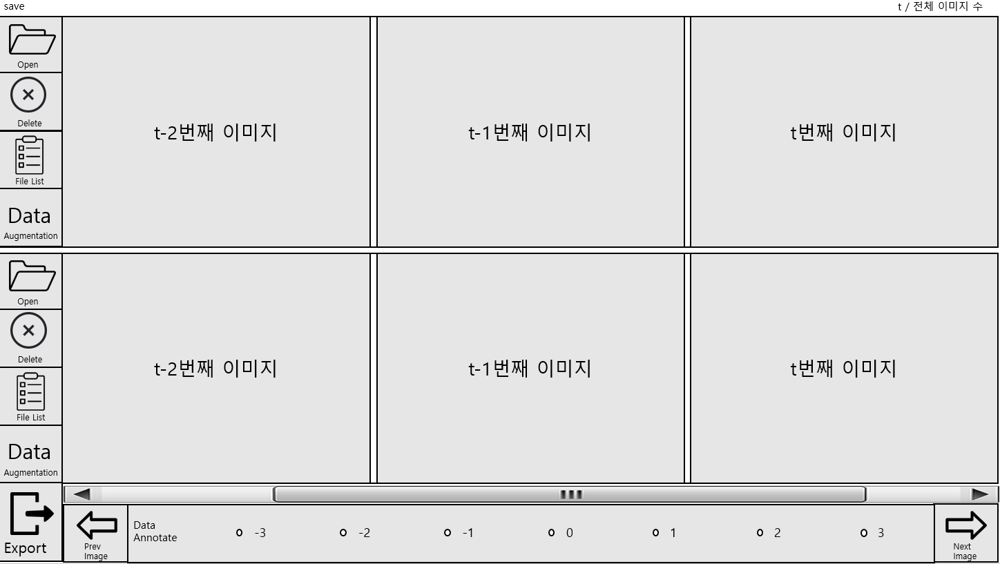 save
t / 전체 이미지 수
Open
Delete
File List
Data
Augmentation
t-2번째 이미지
t-1번째 이미지
t번째 이미지
Open
Delete
File List
Data
Augmentation
t-2번째 이미지
t-1번째 이미지
t번째 이미지
Export
Prev
Image
Data
Annotate
-3
-2
-1
0
1
2
3
Next
Image